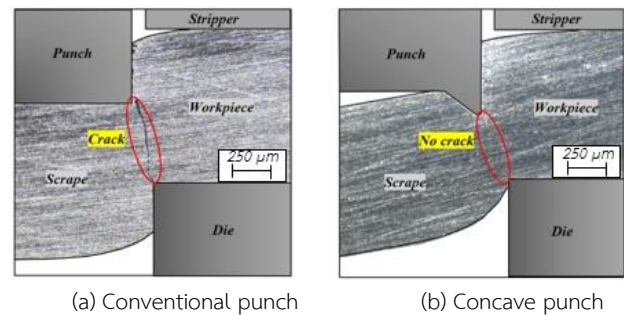 Stripper
Punch
Workpiece
Crack
250 µm
Scrape
Die
(a) Conventional punch
Stripper
Punch
Workpiece
No crack
250 µm
Scrape
Die
(b) Concave punch